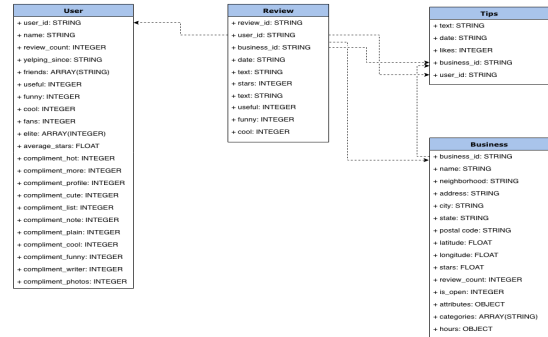 User
+ user_id: STRING
+ name: STRING
+ review_count: INTEGER
+ yelping_since: STRING
+ friends: ARRAY(STRING)
+ useful: INTEGER
+ funny: INTEGER
+ cool: INTEGER
+ fans: INTEGER
+ elite: ARRAY(INTEGER)
+ average_stars: FLOAT
+ compliment_hot: INTEGER
+ compliment_more: INTEGER
+ compliment_profile: INTEGER
+ compliment_cute: INTEGER
+ compliment_list: INTEGER
+ compliment_note: INTEGER
+ compliment_plain: INTEGER
+ compliment_cool: INTEGER
+ compliment_funny: INTEGER
+ compliment_writer: INTEGER
+ compliment_photos: INTEGER
Review
+ review_id: STRING
+ user_id: STRING
+ business_id: STRING
+ date: STRING
+ text: STRING
+ stars: INTEGER
+ text: STRING
+ useful: INTEGER
+ funny: INTEGER
+ cool: INTEGER
Tips
+ text: STRING
+ date: STRING
+ likes: INTEGER
+ business_id: STRING
+ user_id: STRING
Business
+ business_id: STRING
+ name: STRING
+ neighborhood: STRING
+ address: STRING
+ city: STRING
+ state: STRING
+ postal code: STRING
+ latitude: FLOAT
+ longitude: FLOAT
+ stars: FLOAT
+ review_count: INTEGER
+ is_open: INTEGER
+ attributes: OBJECT
+ categories: ARRAY(STRING)
+ hours: OBJECT